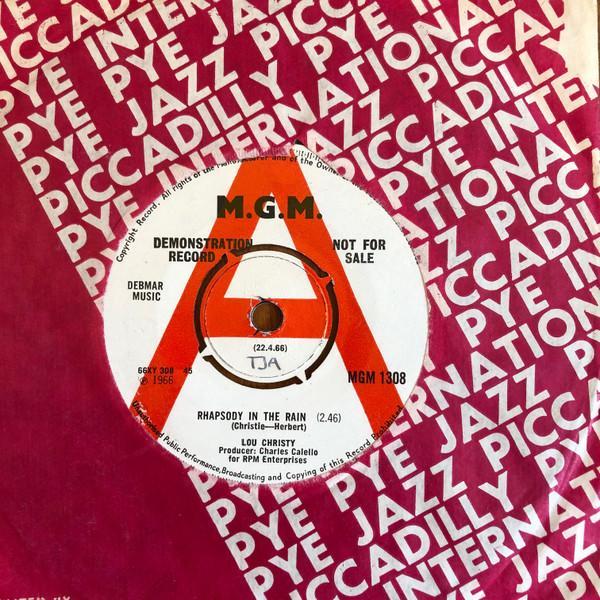 PYE INTERNATIONAL
PYE JAZZ PICCADILLY
PICCADILLY PYE INTERNATIONAL
Copyright Record. All rights of the Manufacturer and of the Owner
M.G.M.
DEMONSTRATION
RECORD
NOT FOR
SALE
DEBMAR
MUSIC
(22.4.66)
TJA
66XY 308 45
℗ 1966
MGM 1308
RHAPSODY IN THE RAIN (2.46)
(Christie—Herbert)
LOU CHRISTY
Producer: Charles Calello
for RPM Enterprises
Unauthorised Public Performance, Broadcasting and Copying of this Record Prohibited